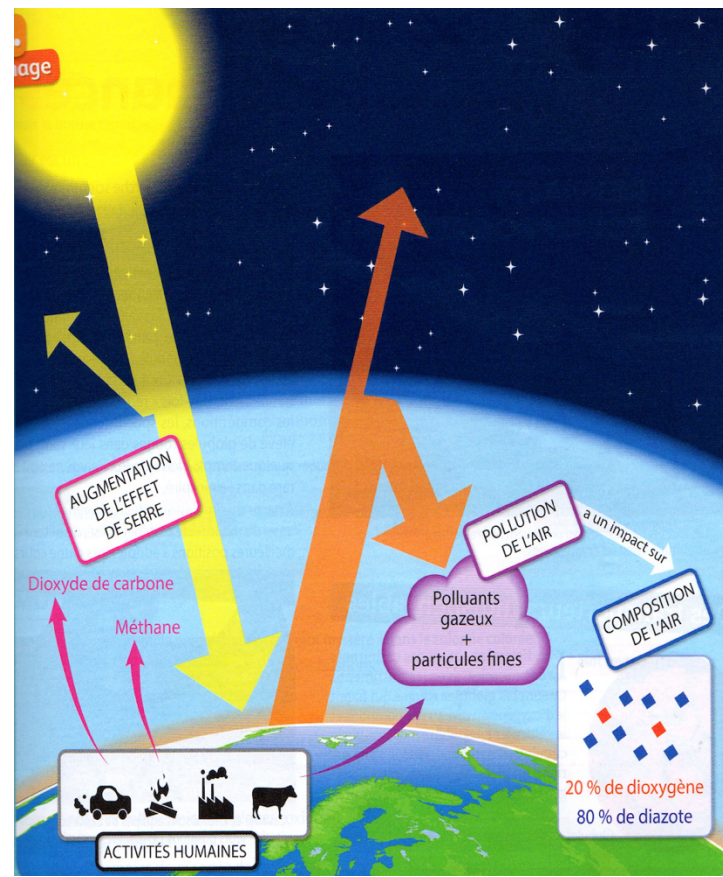 nage
AUGMENTATION
DE L'EFFET
DE SERRE
Dioxyde de carbone
Méthane
POLLUTION
DE L'AIR
a un impact sur
Polluants
gazeux
+
particules fines
COMPOSITION
DE L'AIR
20 % de dioxygène
80 % de diazote
ACTIVITÉS HUMAINES